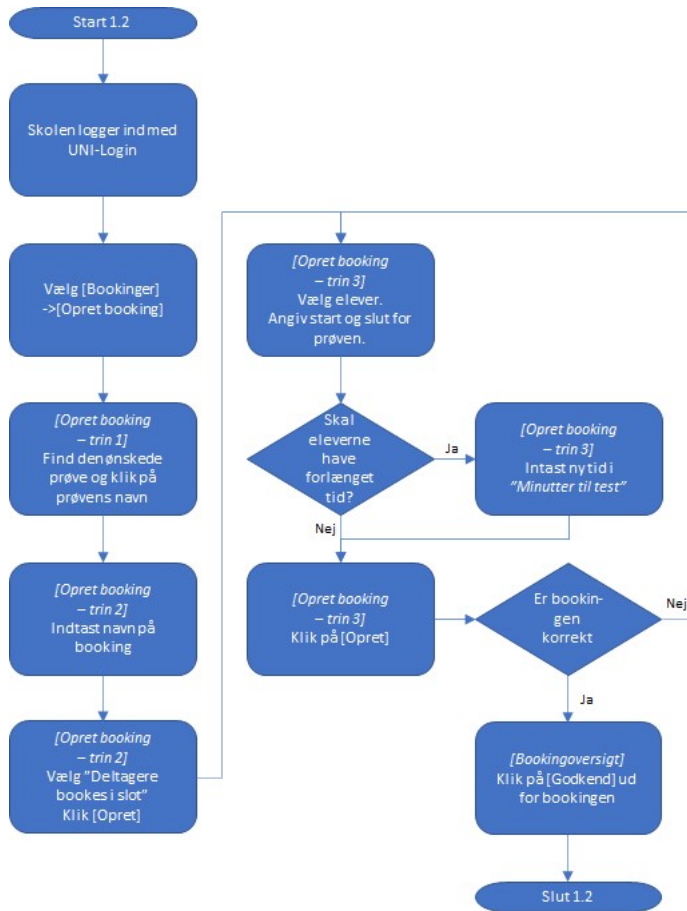 Start 1.2
Skolen logger ind med
UNI-Login
Vælg [Bookinger]
->[Opret booking]
[Opret booking
– trin 1]
Find den ønskede
prøve og klik på
prøvens navn
[Opret booking
– trin 2]
Indtast navn på
booking
[Opret booking
– trin 2]
Vælg ”Deltagere
bookes i slot”
Klik [Opret]
[Opret booking
– trin 3]
Vælg elever.
Angiv start og slut for
prøven.
Skal
eleverne
have
forlænget
tid?
Ja
[Opret booking
– trin 3]
Intast ny tid i
”Minutter til test”
Nej
[Opret booking
– trin 3]
Klik på [Opret]
Er bookin-
gen
korrekt
Nej
Ja
[Bookingoversigt]
Klik på [Godkend] ud
for bookingen
Slut 1.2